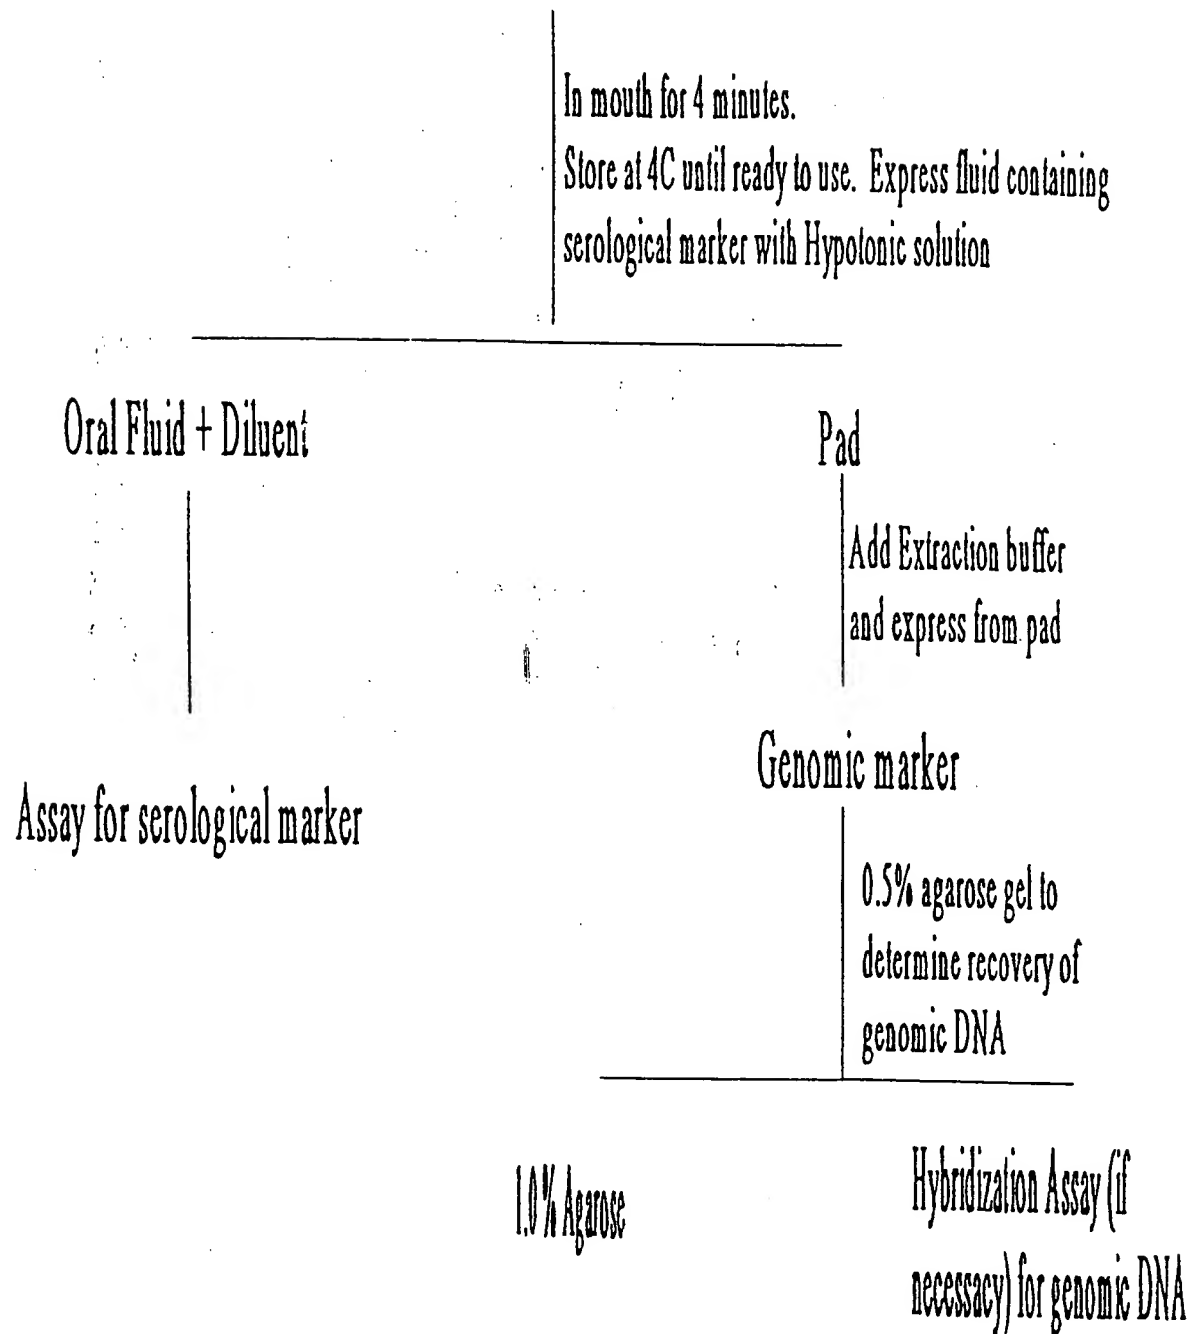 In mouth for 4 minutes.
Store at 4C until ready to use. Express fluid containing
serological marker with Hypotonic solution
Oral Fluid + Diluent
Pad
Add Extraction buffer
and express from pad
Genomic marker
Assay for serological marker
0.5% agarose gel to
determine recovery of
genomic DNA
1.0% Agarose
Hybridization Assay (if
necessacy) for genomic DNA